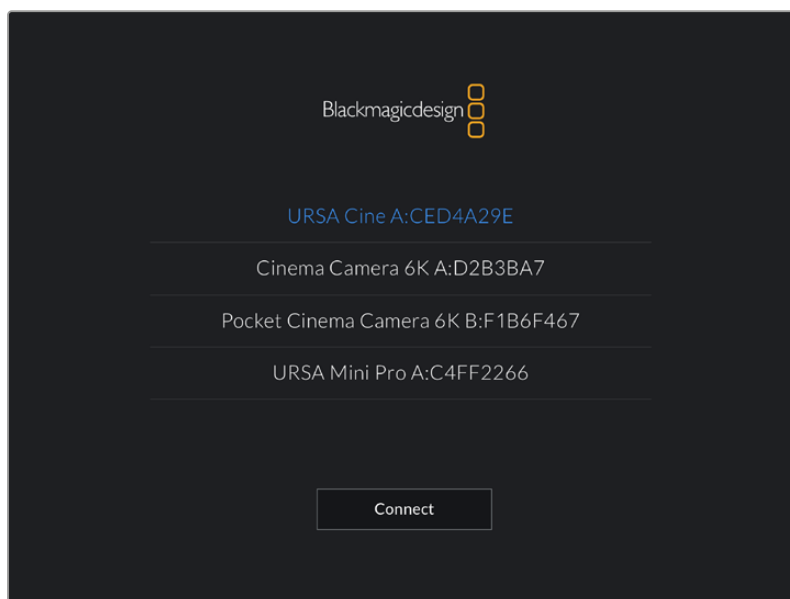 Blackmagicdesign
URSA Cine A:CED4A29E
Cinema Camera 6K A:D2B3BA7
Pocket Cinema Camera 6K B:F1B6F467
URSA Mini Pro A:C4FF2266
Connect